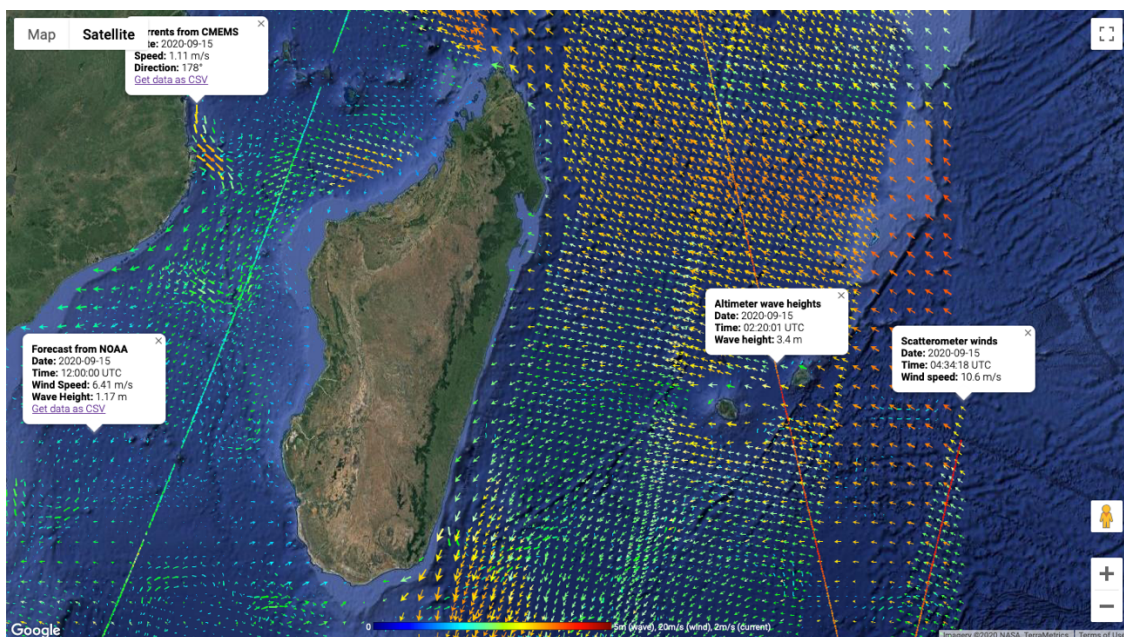 Map
Satellite
rrents from CMEMS
te: 2020-09-15
Speed: 1.11 m/s
Direction: 178°
Get data as CSV
Altimeter wave heights
Date: 2020-09-15
Time: 02:20:01 UTC
Wave height: 3.4 m
Scatterometer winds
Date: 2020-09-15
Time: 04:34:18 UTC
Wind speed: 10.6 m/s
Forecast from NOAA
Date: 2020-09-15
Time: 12:00:00 UTC
Wind Speed: 6.41 m/s
Wave Height: 1.17 m
Get data as CSV
0 5m (wave), 20m/s (wind), 2m/s (current)
Google
Imagery ©2020 NASA, TerraMetrics | Terms of Use